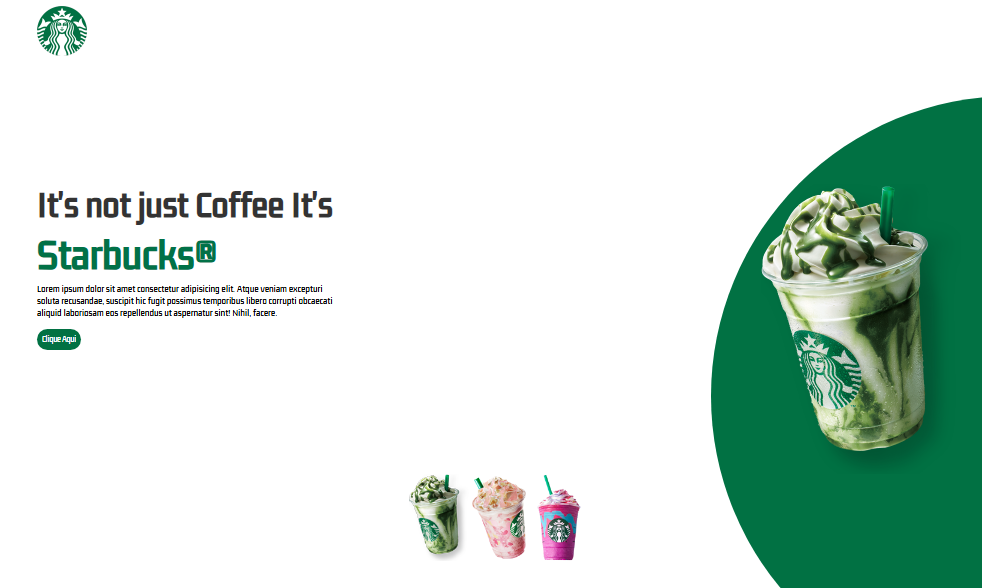 It's not just Coffee It's
Starbucks®
Lorem ipsum dolor sit amet consectetur adipisicing elit. Atque veniam excepturi
soluta recusandae, suscipit hic fugit possimus temporibus libero corrupti obcaecati
aliquid laboriosam eos repellendus ut aspernatur sint! Nihil, facere.
Clique Aqui